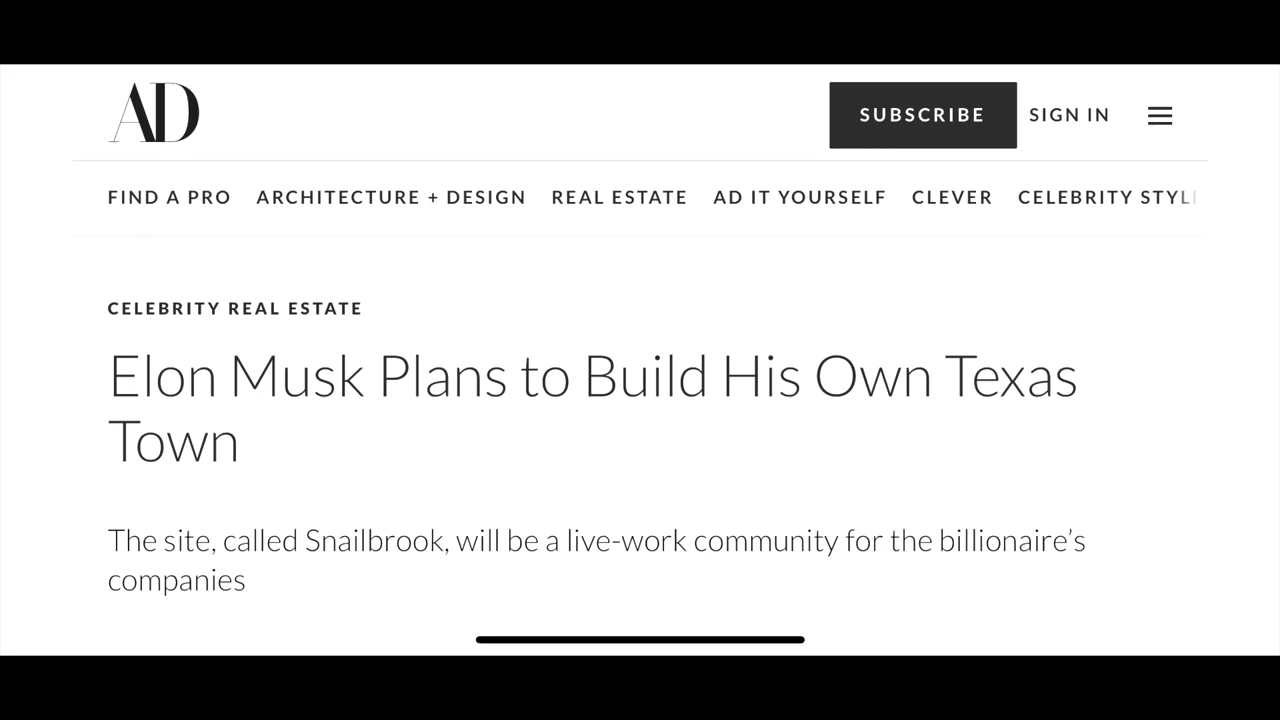 AD
SUBSCRIBE SIGN IN
FIND A PRO ARCHITECTURE + DESIGN REAL ESTATE AD IT YOURSELF CLEVER CELEBRITY STYL
CELEBRITY REAL ESTATE
Elon Musk Plans to Build His Own Texas
Town
The site, called Snailbrook, will be a live-work community for the billionaire’s
companies